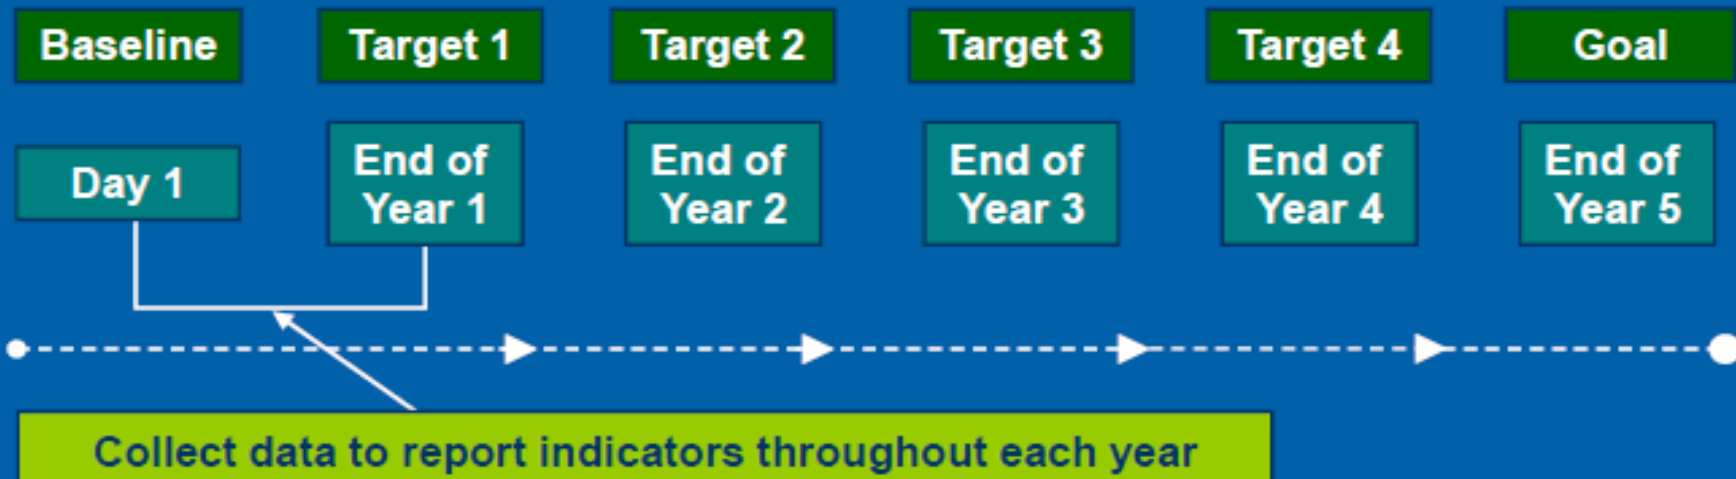 Baseline
Target 1
Target 2
Target 3
Target 4
Goal
Day 1
End of
Year 1
End of
Year 2
End of
Year 3
End of
Year 4
End of
Year 5
Collect data to report indicators throughout each year